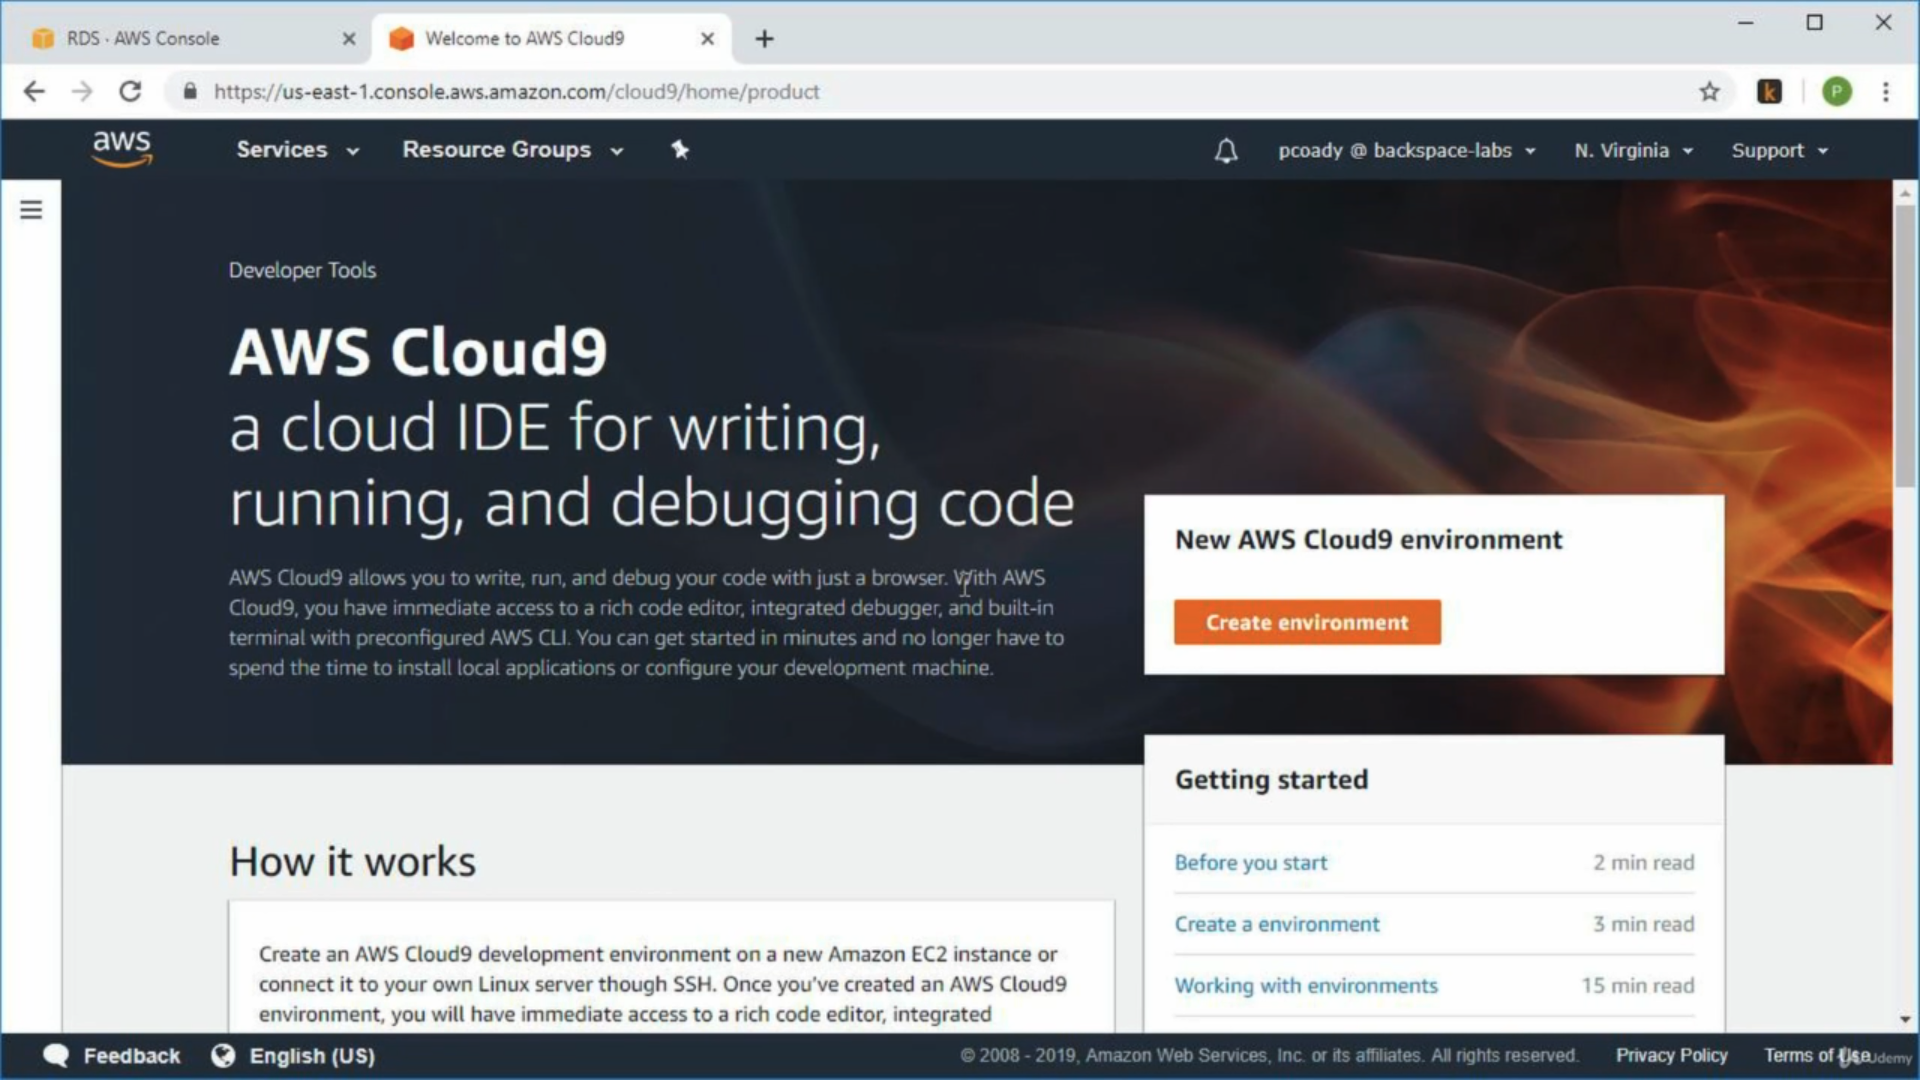 RDS · AWS Console
Welcome to AWS Cloud9
https://us-east-1.console.aws.amazon.com/cloud9/home/product
k
P
aws
Services
Resource Groups
pcoady @ backspace-labs
N. Virginia
Support
Developer Tools
AWS Cloud9
a cloud IDE for writing,
running, and debugging code
AWS Cloud9 allows you to write, run, and debug your code with just a browser. With AWS
Cloud9, you have immediate access to a rich code editor, integrated debugger, and built-in
terminal with preconfigured AWS CLI. You can get started in minutes and no longer have to
spend the time to install local applications or configure your development machine.
New AWS Cloud9 environment
Create environment
Getting started
Before you start 2 min read
Create a environment 3 min read
Working with environments 15 min read
How it works
Create an AWS Cloud9 development environment on a new Amazon EC2 instance or
connect it to your own Linux server though SSH. Once you've created an AWS Cloud9
environment, you will have immediate access to a rich code editor, integrated
Feedback
English (US)
© 2008 - 2019, Amazon Web Services, Inc. or its affiliates. All rights reserved.
Privacy Policy
Terms of Use
Udemy